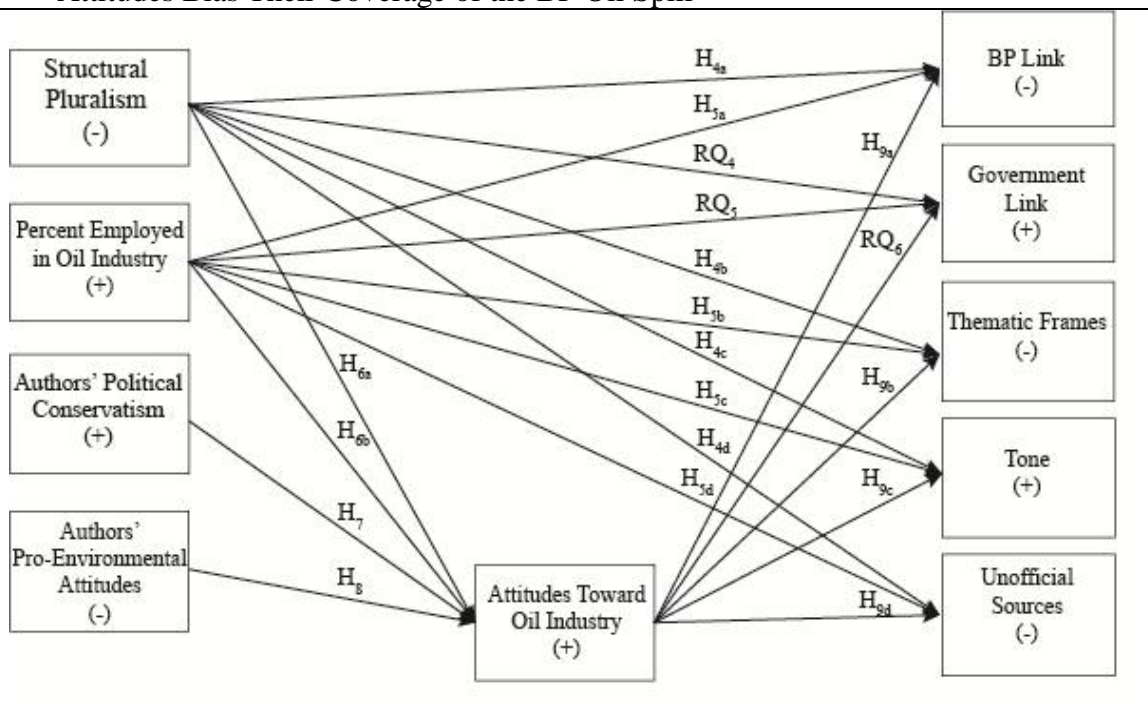 Attitudes Bias Their Coverage of the BP Oil Spill
Structural
Pluralism
(-)
Percent Employed
in Oil Industry
(+)
Authors’ Political
Conservatism
(+)
Authors’
Pro-Environmental
Attitudes
(-)
H4a
H5a
RQ4
RQ5
H4b
H5b
H4c
H5c
H4d
H5d
H6a
H6b
H7
H8
Attitudes Toward
Oil Industry
(+)
H9a
RQ6
H9b
H9c
H9d
BP Link
(-)
Government
Link
(+)
Thematic Frames
(-)
Tone
(+)
Unofficial
Sources
(-)